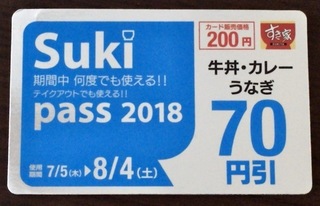 Suki
期間中 何度でも使える!!
テイクアウトでも使える!!
pass 2018
使用
期間
7/5(木)▶8/4(土)
カード販売価格
200円
すき家
牛丼・カレー
うなぎ
70
円引